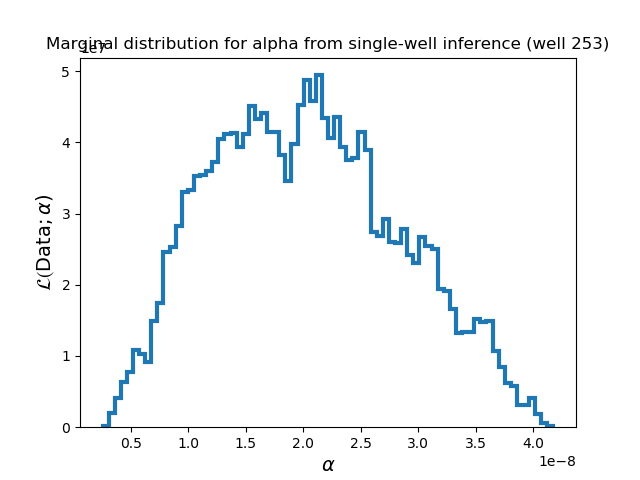 Marginal distribution for alpha from single-well inference (well 253)
1e7
5
4
3
2
1
0
ℒ(Data; α)
0.5 1.0 1.5 2.0 2.5 3.0 3.5 4.0
1e−8
α